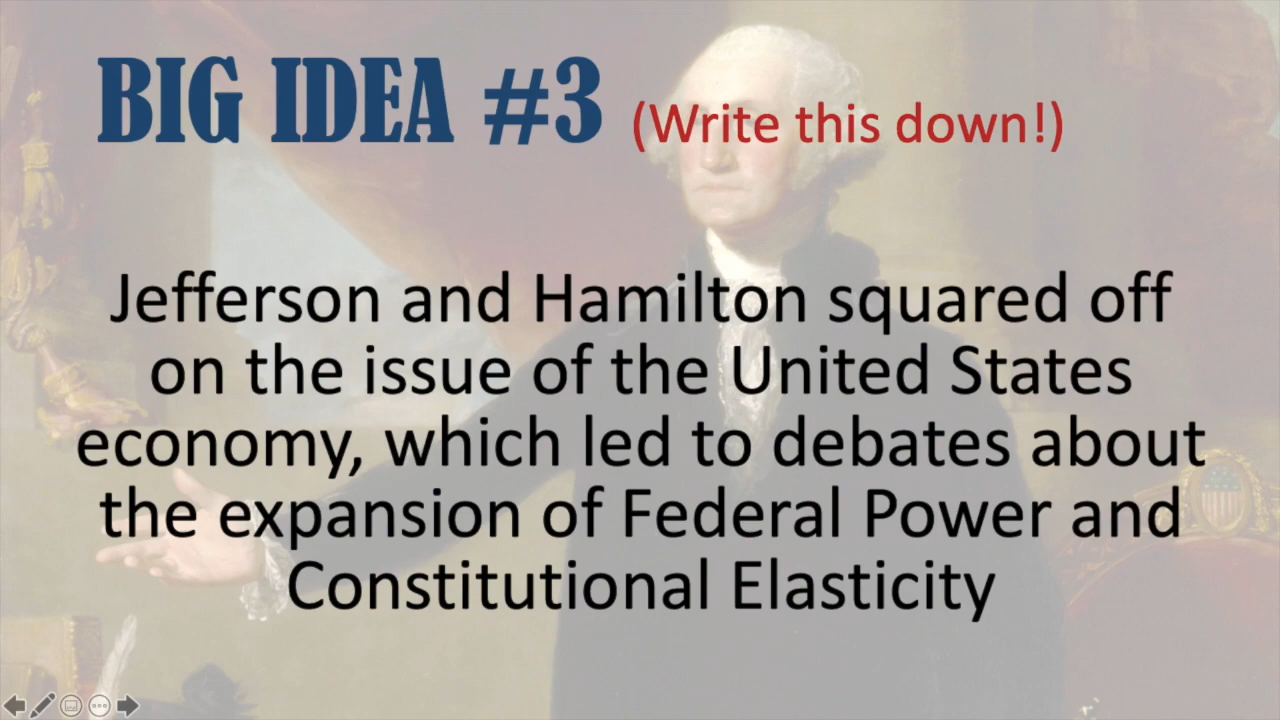 BIG IDEA #3 (Write this down!)
Jefferson and Hamilton squared off
on the issue of the United States
economy, which led to debates about
the expansion of Federal Power and
Constitutional Elasticity